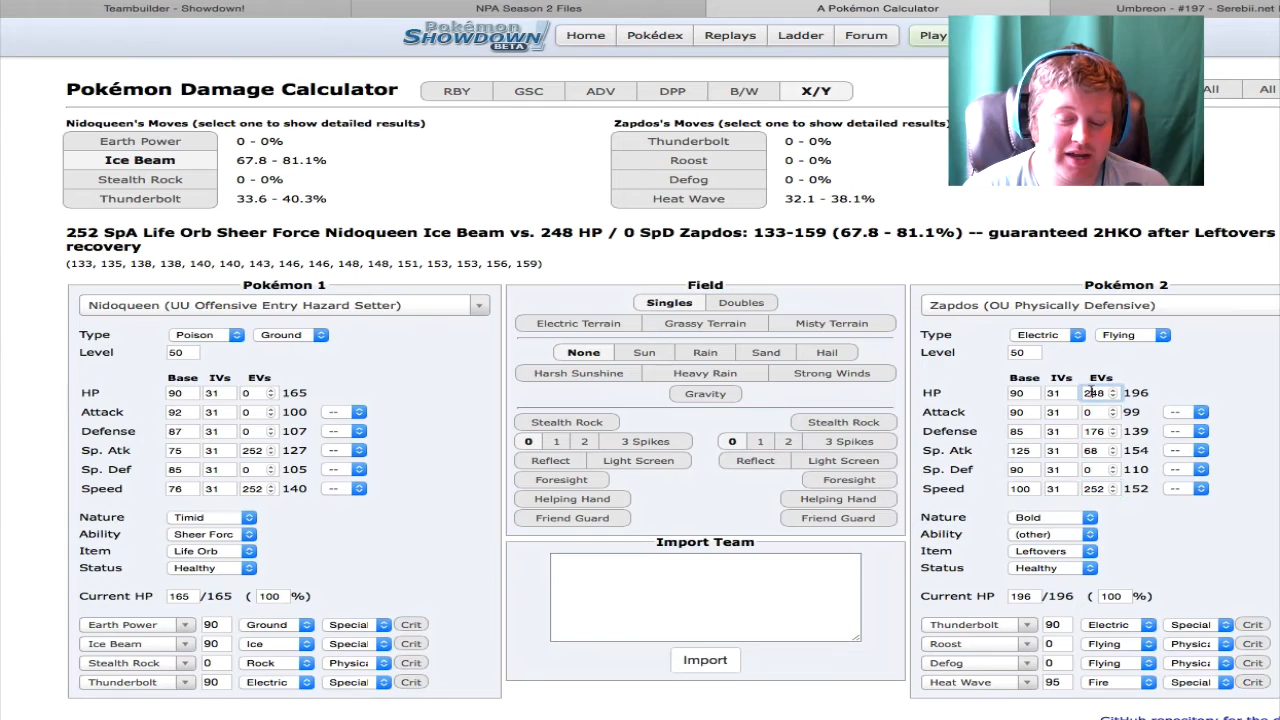 Teambuilder - Showdown!
NPA Season 2 Files
A Pokémon Calculator
Umbreon - #197 - Serebii.net
Pokémon SHOWDOWN! BETA
Home
Pokédex
Replays
Ladder
Forum
Play
Pokémon Damage Calculator
RBY
GSC
ADV
DPP
B/W
X/Y
All
All
Nidoqueen's Moves (select one to show detailed results)
Earth Power 0 - 0%
Ice Beam 67.8 - 81.1%
Stealth Rock 0 - 0%
Thunderbolt 33.6 - 40.3%
Zapdos's Moves (select one to show detailed results)
Thunderbolt 0 - 0%
Roost 0 - 0%
Defog 0 - 0%
Heat Wave 32.1 - 38.1%
252 SpA Life Orb Sheer Force Nidoqueen Ice Beam vs. 248 HP / 0 SpD Zapdos: 133-159 (67.8 - 81.1%) -- guaranteed 2HKO after Leftovers
recovery
(133, 135, 138, 138, 140, 140, 143, 146, 146, 148, 148, 151, 153, 153, 156, 159)
Pokémon 1
Nidoqueen (UU Offensive Entry Hazard Setter)
Type Poison Ground
Level 50
Base IVs EVs
HP 90 31 0 165
Attack 92 31 0 100 --
Defense 87 31 0 107 --
Sp. Atk 75 31 252 127 --
Sp. Def 85 31 0 105 --
Speed 76 31 252 140 --
Nature Timid
Ability Sheer Forc
Item Life Orb
Status Healthy
Current HP 165 /165 ( 100 %)
Earth Power 90 Ground Special Crit
Ice Beam 90 Ice Special Crit
Stealth Rock 0 Rock Physica Crit
Thunderbolt 90 Electric Special Crit
Field
Singles Doubles
Electric Terrain Grassy Terrain Misty Terrain
None Sun Rain Sand Hail
Harsh Sunshine Heavy Rain Strong Winds
Gravity
Stealth Rock Stealth Rock
0 1 2 3 Spikes 0 1 2 3 Spikes
Reflect Light Screen Reflect Light Screen
Foresight Foresight
Helping Hand Helping Hand
Friend Guard Friend Guard
Import Team
Import
Pokémon 2
Zapdos (OU Physically Defensive)
Type Electric Flying
Level 50
Base IVs EVs
HP 90 31 248 196
Attack 90 31 0 99 --
Defense 85 31 176 139 --
Sp. Atk 125 31 68 154 --
Sp. Def 90 31 0 110 --
Speed 100 31 252 152 --
Nature Bold
Ability (other)
Item Leftovers
Status Healthy
Current HP 196 /196 ( 100 %)
Thunderbolt 90 Electric Special Crit
Roost 0 Flying Physica Crit
Defog 0 Flying Physica Crit
Heat Wave 95 Fire Special Crit